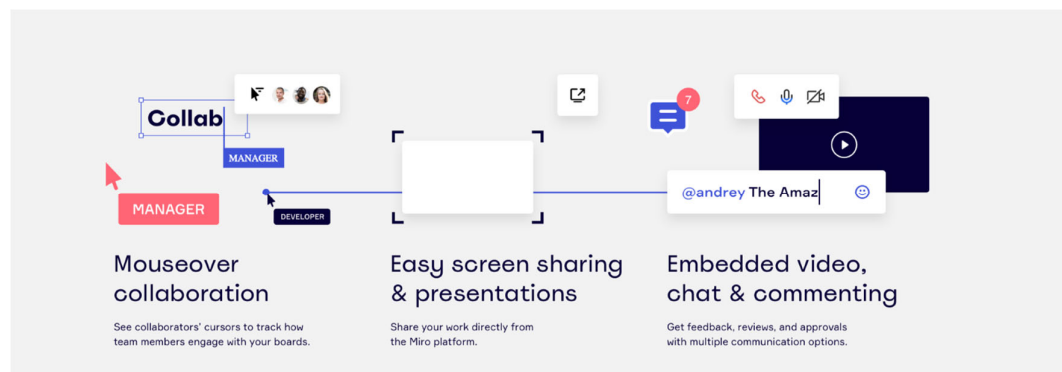 Collab
MANAGER
MANAGER
DEVELOPER
7
@andrey The Amaz
Mouseover
collaboration
See collaborators' cursors to track how
team members engage with your boards.
Easy screen sharing
& presentations
Share your work directly from
the Miro platform.
Embedded video,
chat & commenting
Get feedback, reviews, and approvals
with multiple communication options.